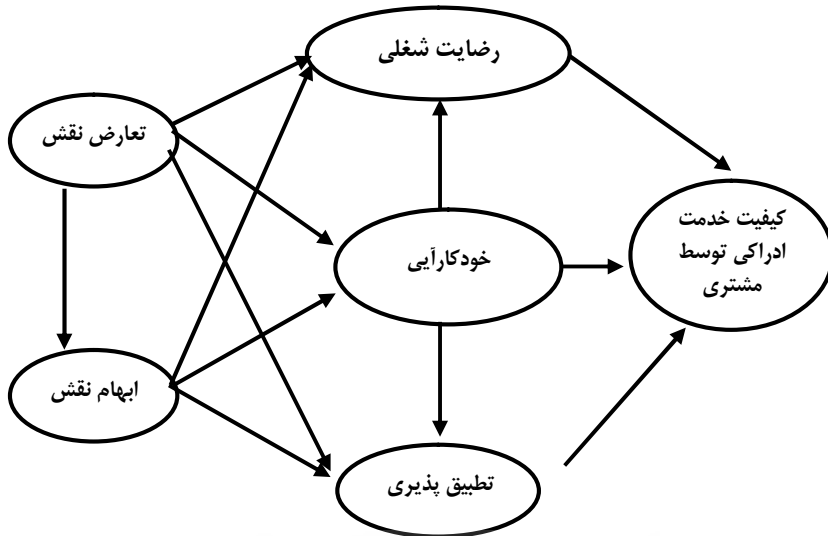 رضایت شغلی
تعارض نقش
کیفیت خدمت
ادراکی توسط
مشتری
خودکارآیی
ابهام نقش
تطبیق پذیری